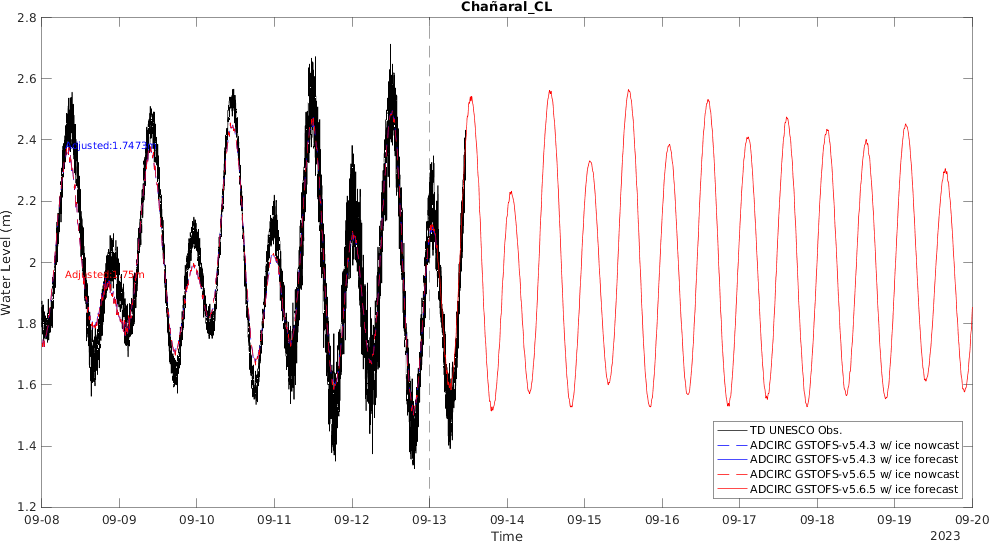 Chañaral_CL
2.8
2.6
2.4
2.2
2
1.8
1.6
1.4
1.2
Water Level (m)
Adjusted:1.7473m
TD UNESCO Obs.
ADCIRC GSTOFS-v5.4.3 w/ ice nowcast
ADCIRC GSTOFS-v5.4.3 w/ ice forecast
ADCIRC GSTOFS-v5.6.5 w/ ice nowcast
ADCIRC GSTOFS-v5.6.5 w/ ice forecast
09-08 09-09 09-10 09-11 09-12 09-13 09-14 09-15 09-16 09-17 09-18 09-19 09-20
Time
2023